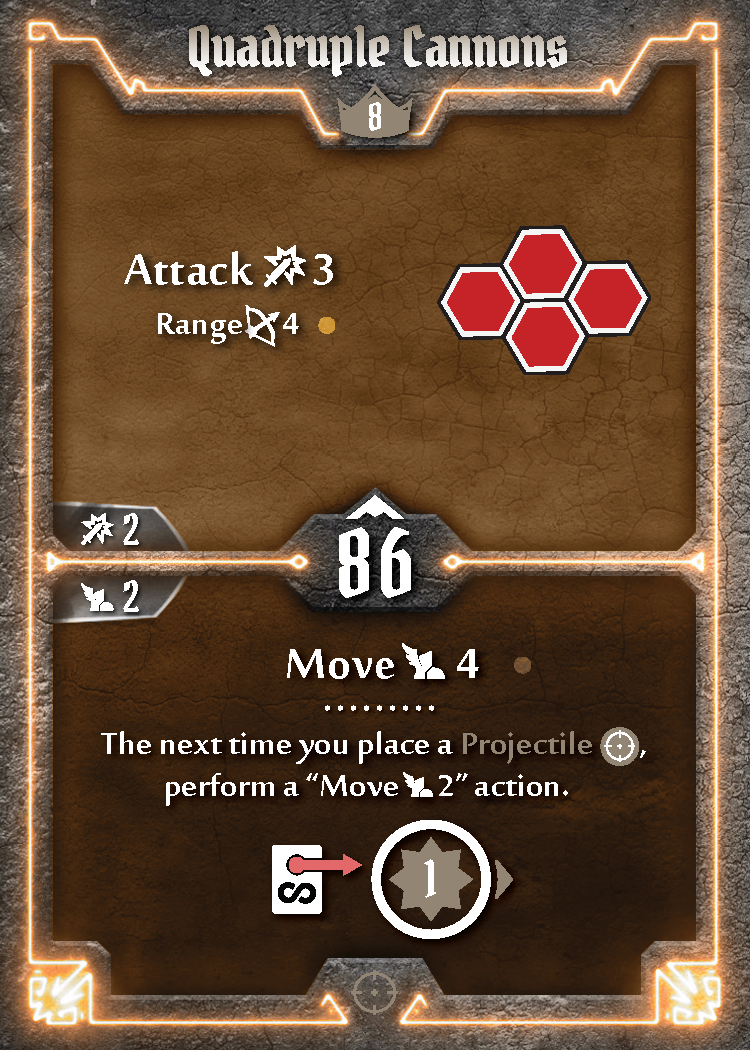 Quadruple Cannons
8
Attack 3
Range 4
2
86
2
Move 4
The next time you place a Projectile ,
perform a “Move 2” action.
1